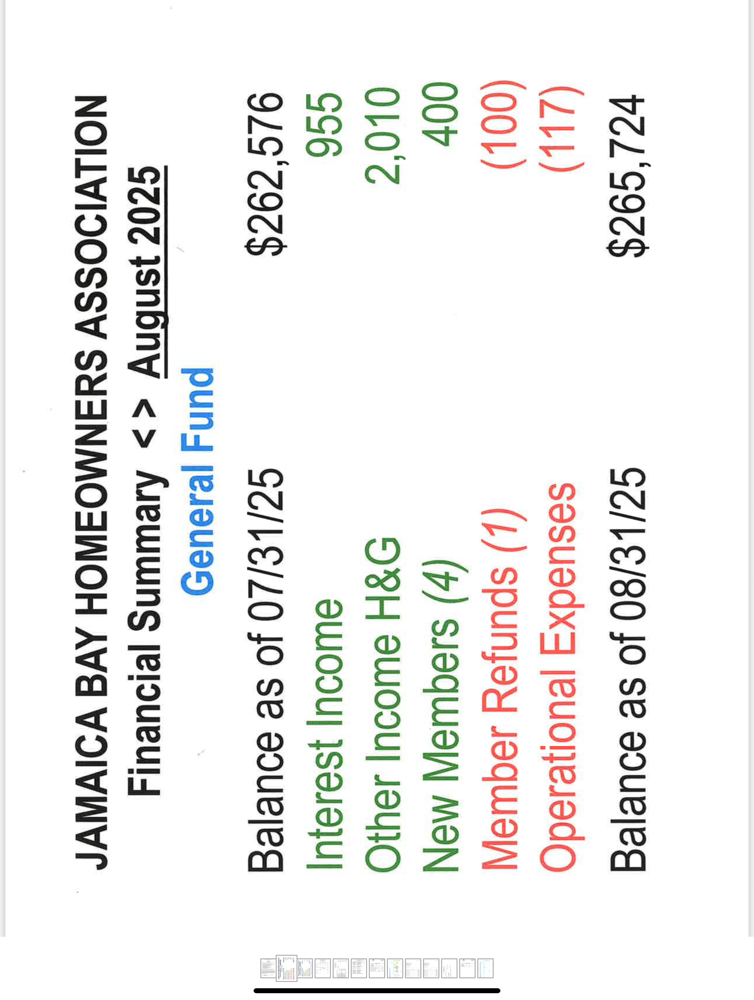 JAMAICA BAY HOMEOWNERS ASSOCIATION
Financial Summary < > August 2025
General Fund
Balance as of 07/31/25 $262,576
Interest Income 955
Other Income H&G 2,010
New Members (4) 400
Member Refunds (1) (100)
Operational Expenses (117)
Balance as of 08/31/25 $265,724